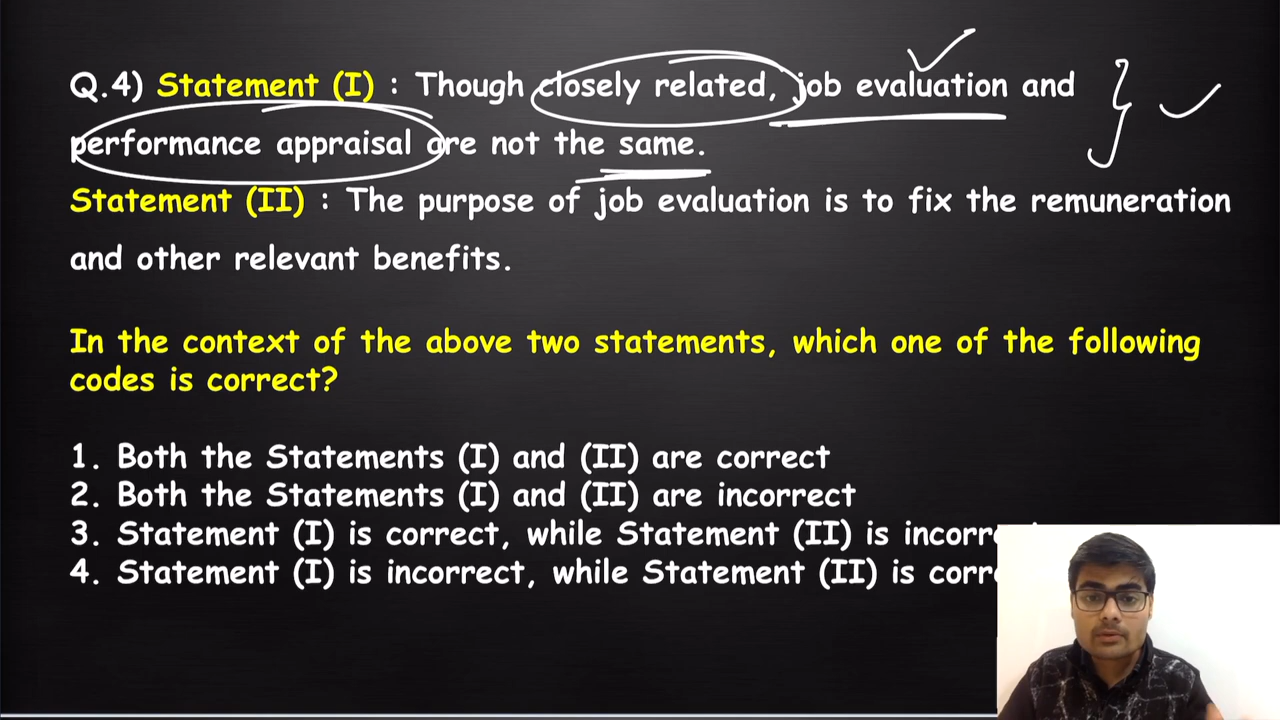 Q.4) Statement (I) : Though closely related, job evaluation and
performance appraisal are not the same.
Statement (II) : The purpose of job evaluation is to fix the remuneration
and other relevant benefits.
In the context of the above two statements, which one of the following
codes is correct?
1. Both the Statements (I) and (II) are correct
2. Both the Statements (I) and (II) are incorrect
3. Statement (I) is correct, while Statement (II) is
4. Statement (I) is incorrect, while Statement (II) is